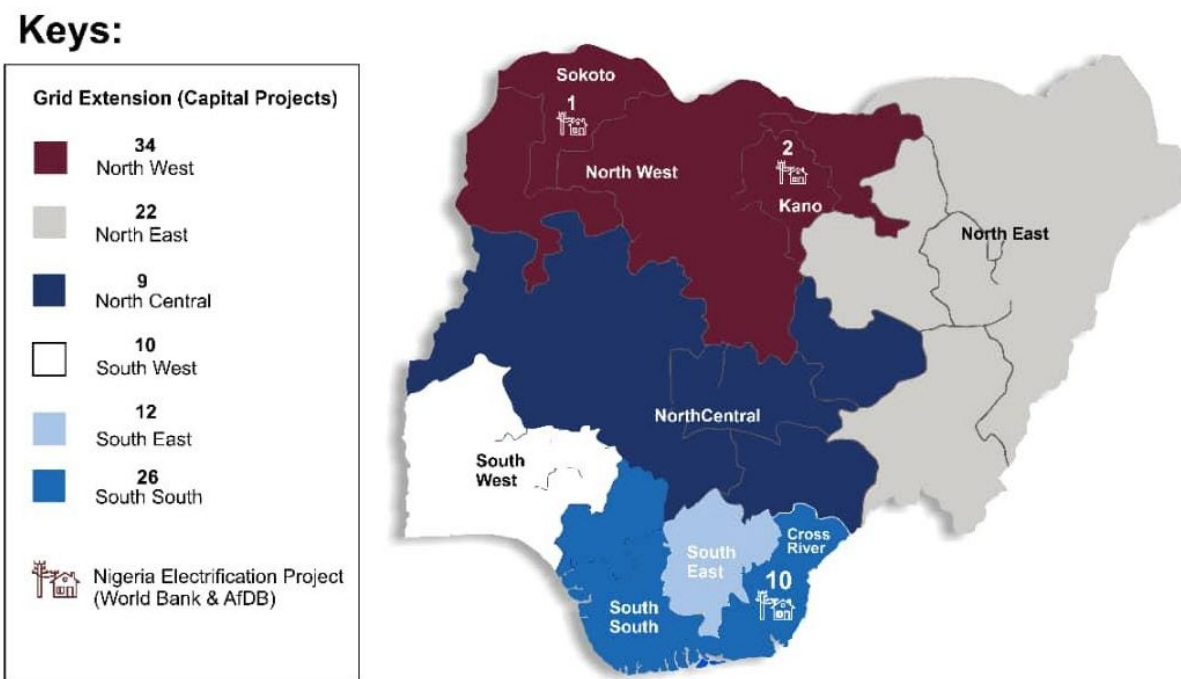 Keys:
Grid Extension (Capital Projects)
34
North West
22
North East
9
North Central
10
South West
12
South East
26
South South
Nigeria Electrification Project
(World Bank & AfDB)
Sokoto
1
North West
2
Kano
North East
NorthCentral
South
West
South
East
Cross
River
10
South
South